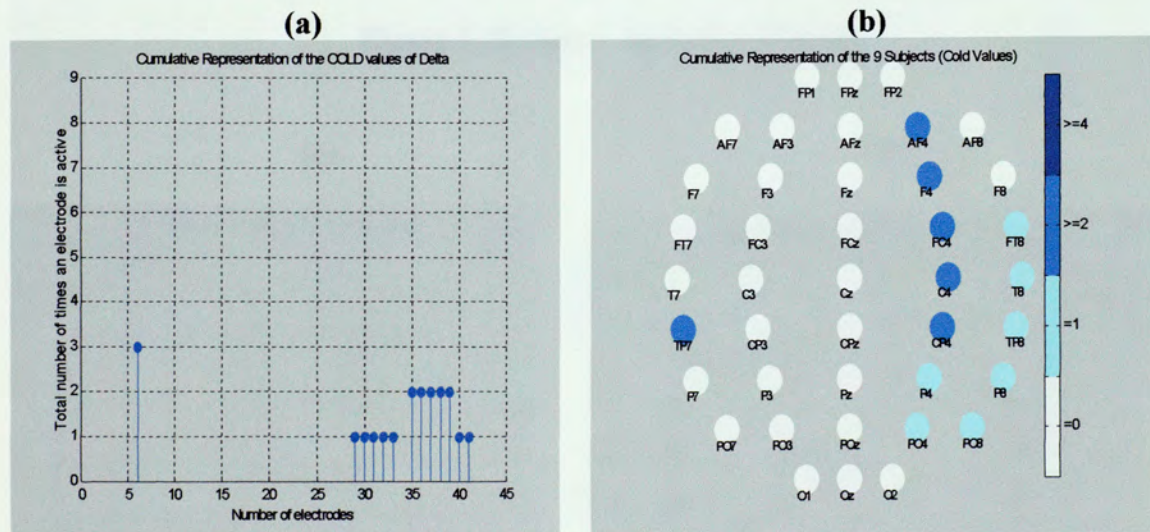 (a)
(b)
Cumulative Representation of the COLD values of Delta
Total number of times an electrode is active
9
8
7
6
5
4
3
2
1
0
0 5 10 15 20 25 30 35 40 45
Number of electrodes
Cumulative Representation of the 9 Subjects (Cold Values)
FP1 FPz FP2
AF7 AF3 AFz AF4 AF8
F7 F3 Fz F4 F8
FT7 FC3 FCz FC4 FT8
T7 C3 Cz C4 T8
TP7 CP3 CPz CP4 TP8
P7 P3 Pz P4 P8
PO7 PO3 POz PO4 PO8
O1 Oz O2
>=4
>=2
=1
=0